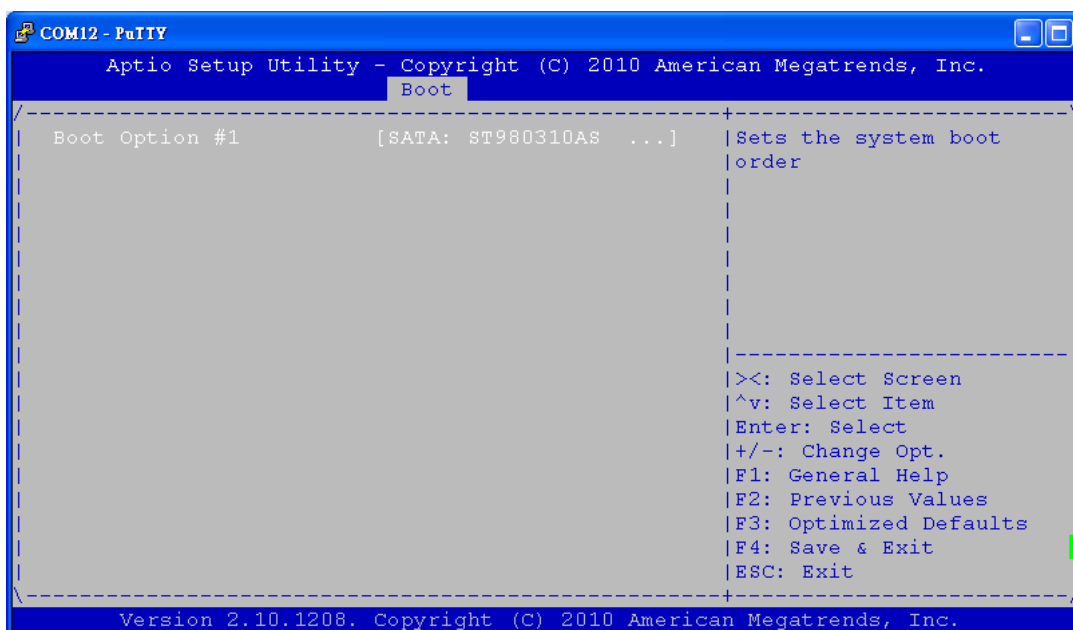 COM12 - PuTTY
Aptio Setup Utility - Copyright (C) 2010 American Megatrends, Inc.
Boot
Boot Option #1 [SATA: ST980310AS ...]
Sets the system boot
order
><: Select Screen
^v: Select Item
Enter: Select
+/-: Change Opt.
F1: General Help
F2: Previous Values
F3: Optimized Defaults
F4: Save & Exit
ESC: Exit
Version 2.10.1208. Copyright (C) 2010 American Megatrends, Inc.